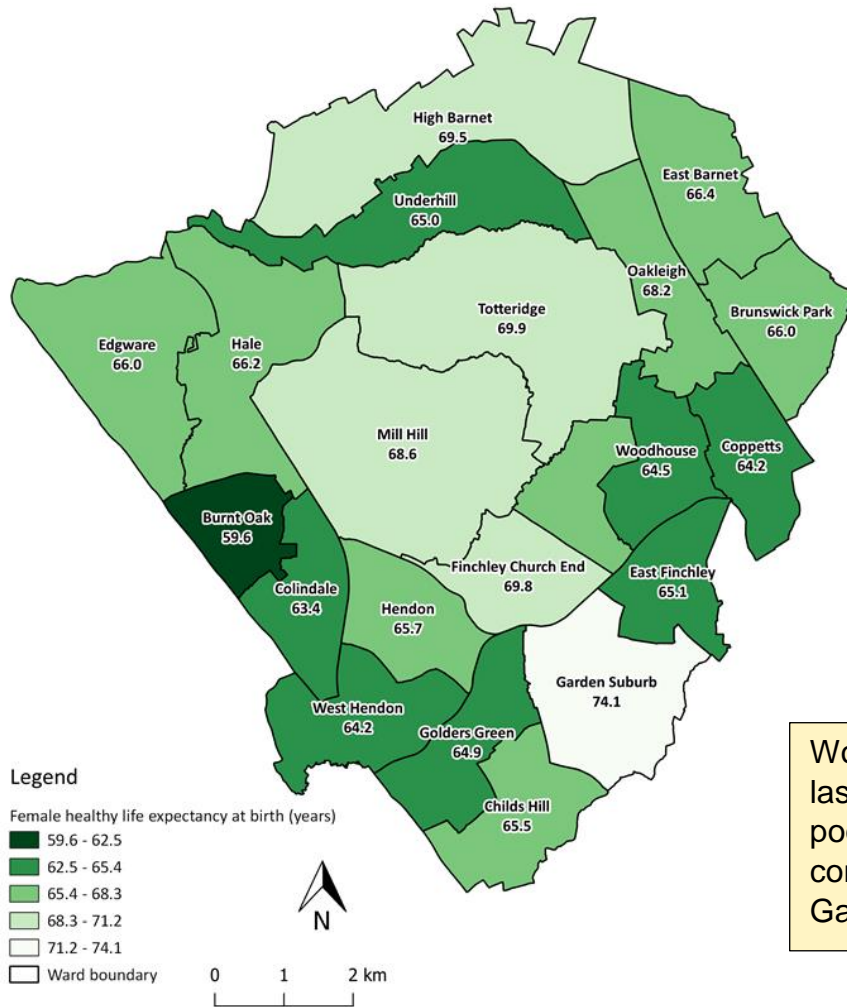 High Barnet
69.5
East Barnet
66.4
Underhill
65.0
Oakleigh
68.2
Totteridge
69.9
Brunswick Park
66.0
Edgware
66.0
Hale
66.2
Mill Hill
68.6
Woodhouse
64.5
Coppetts
64.2
Burnt Oak
59.6
Finchley Church End
69.8
East Finchley
65.1
Colindale
63.4
Hendon
65.7
Garden Suburb
74.1
West Hendon
64.2
Golders Green
64.9
Childs Hill
65.5
Legend
Female healthy life expectancy at birth (years)
59.6 - 62.5
62.5 - 65.4
65.4 - 68.3
68.3 - 71.2
71.2 - 74.1
Ward boundary
N
0 1 2 km
las
Ga